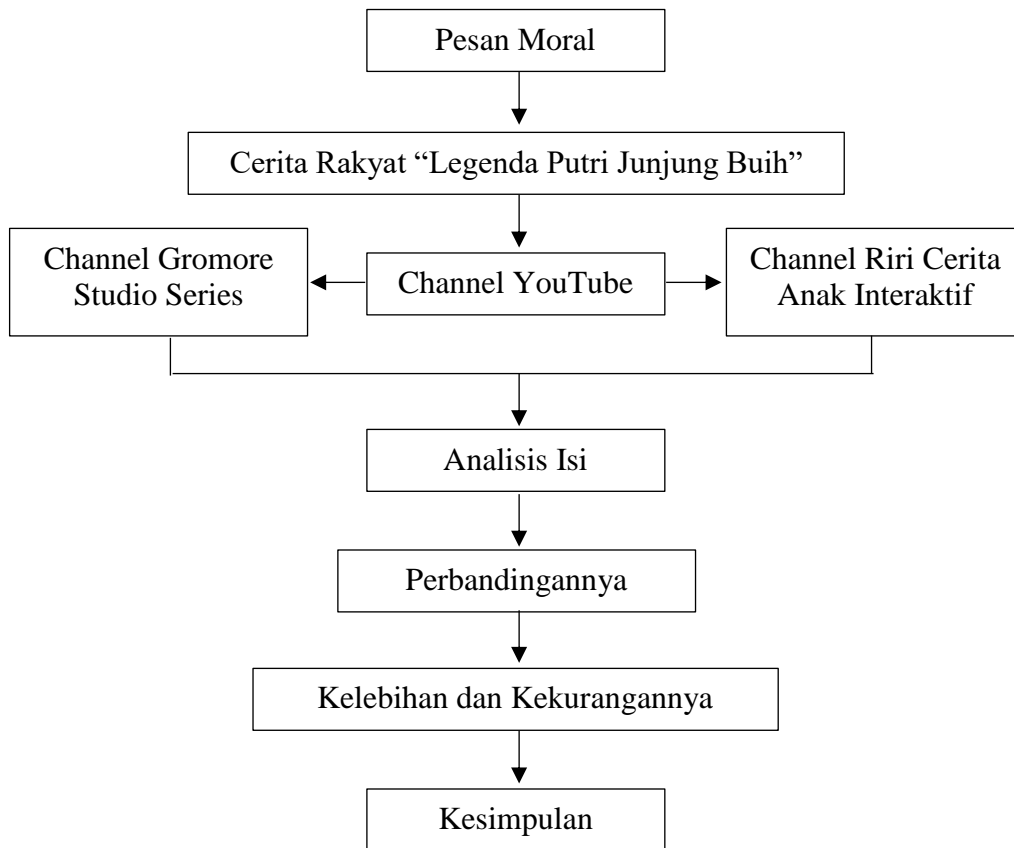 Pesan Moral
Cerita Rakyat “Legenda Putri Junjung Buih”
Channel Gromore
Studio Series
Channel YouTube
Channel Riri Cerita
Anak Interaktif
Analisis Isi
Perbandingannya
Kelebihan dan Kekurangannya
Kesimpulan